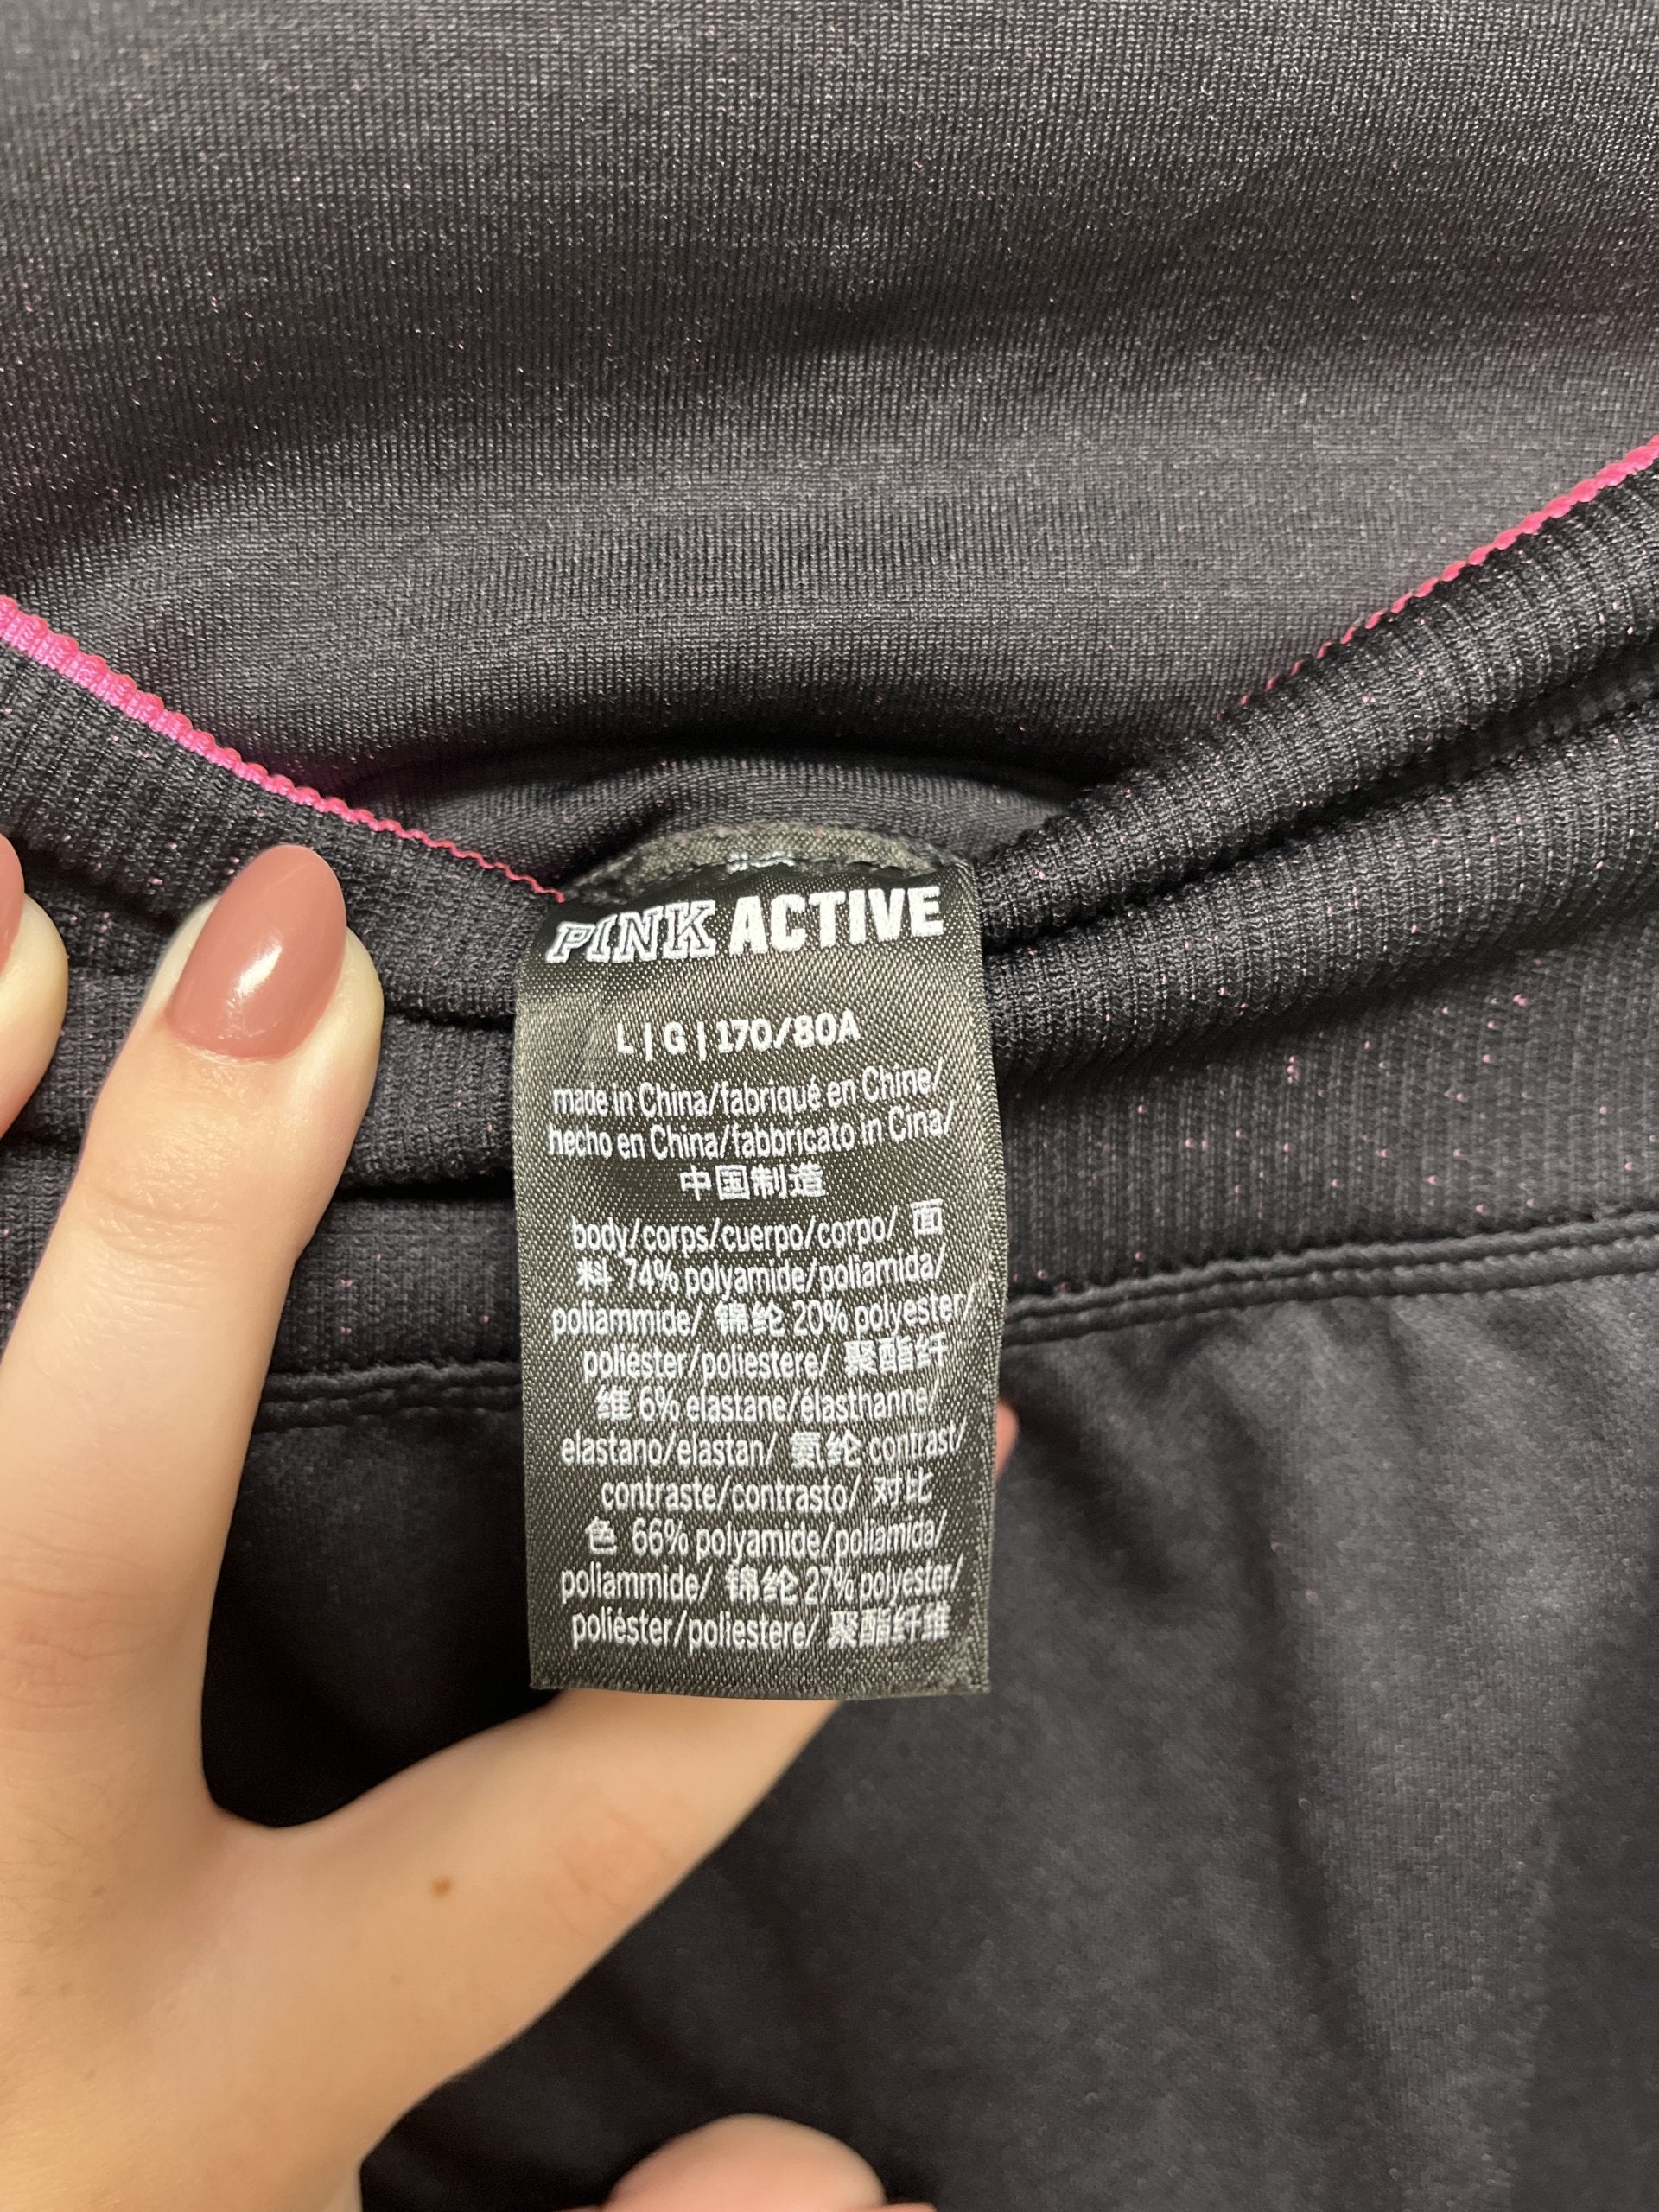 PINK ACTIVE
L | G | 170/80A
made in China/fabriqué en Chine/
hecho en China/fabbricato in Cina/
中国制造
body/corps/cuerpo/corpo/ 面
料 74% polyamide/poliamida/
poliammide/ 锦纶 20% polyester/
poliéster/poliestere/ 聚酯纤
维 6% elastane/élasthanne/
elastano/elastan/ 氨纶 contrast/
contraste/contrasto/ 对比
色 66% polyamide/poliamida/
poliammide/ 锦纶 27% polyester/
poliéster/poliestere/ 聚酯纤维